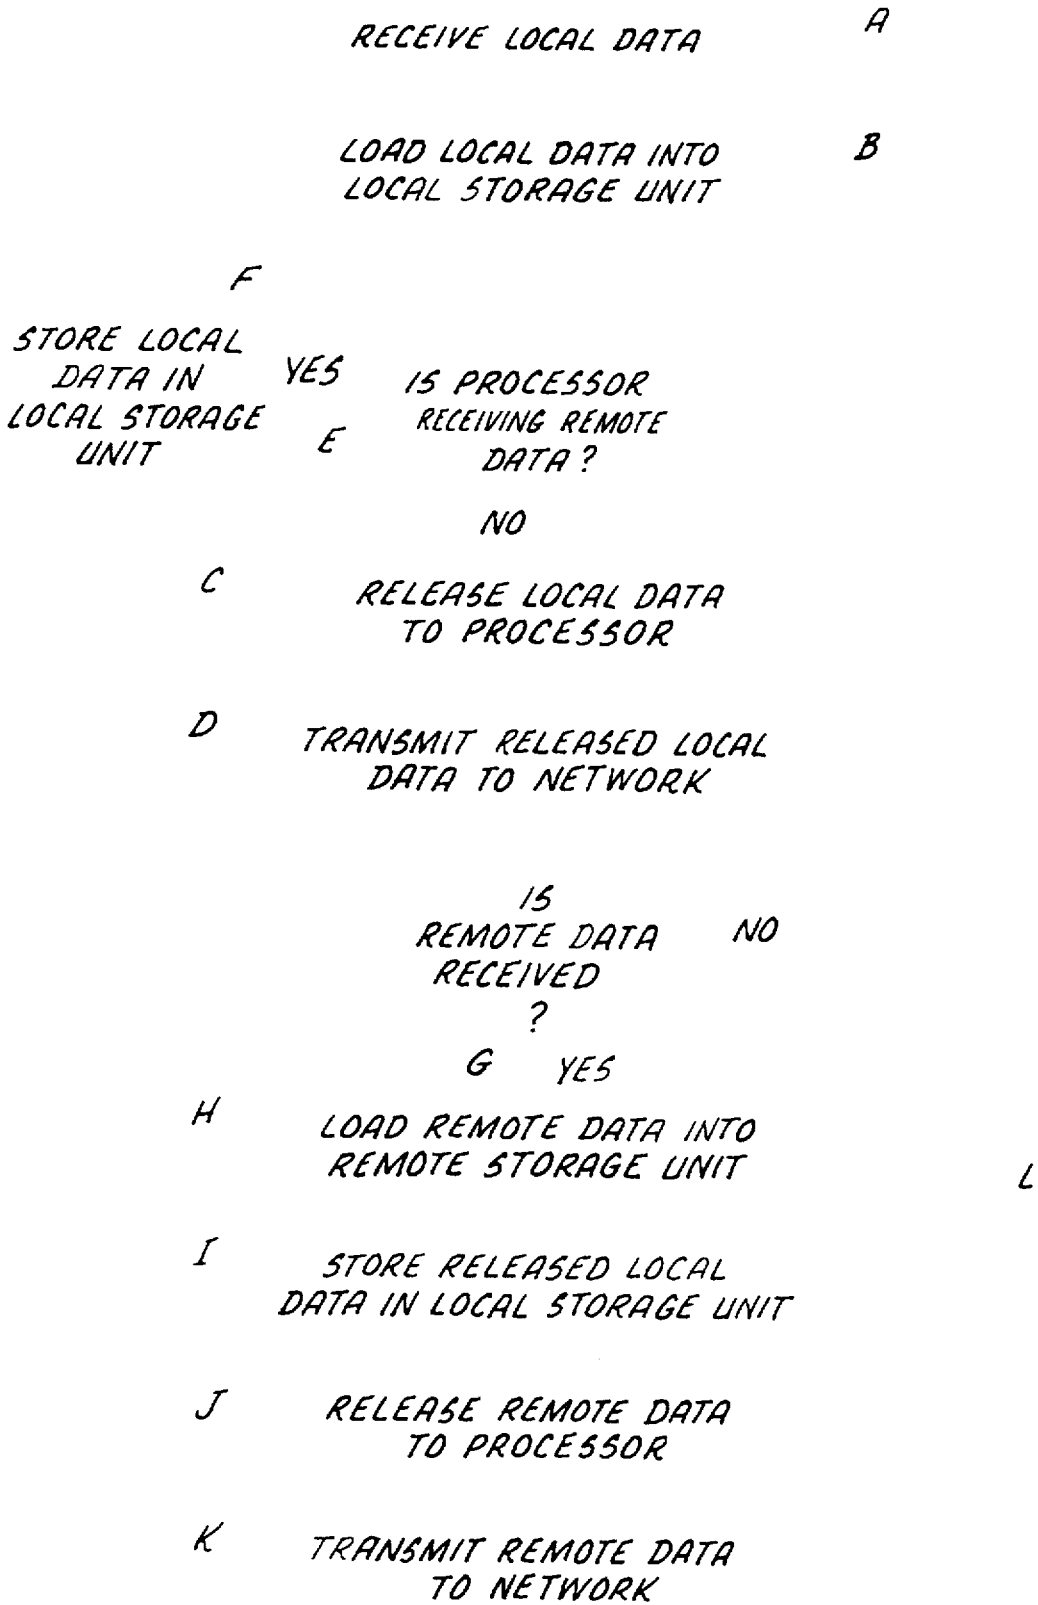 RECEIVE LOCAL DATA A
LOAD LOCAL DATA INTO B
LOCAL STORAGE UNIT
F
STORE LOCAL
DATA IN
LOCAL STORAGE
UNIT
YES
E
IS PROCESSOR
RECEIVING REMOTE
DATA?
NO
C RELEASE LOCAL DATA
TO PROCESSOR
D TRANSMIT RELEASED LOCAL
DATA TO NETWORK
IS
REMOTE DATA NO
RECEIVED
?
G YES
H LOAD REMOTE DATA INTO
REMOTE STORAGE UNIT
L
I STORE RELEASED LOCAL
DATA IN LOCAL STORAGE UNIT
J RELEASE REMOTE DATA
TO PROCESSOR
K TRANSMIT REMOTE DATA
TO NETWORK